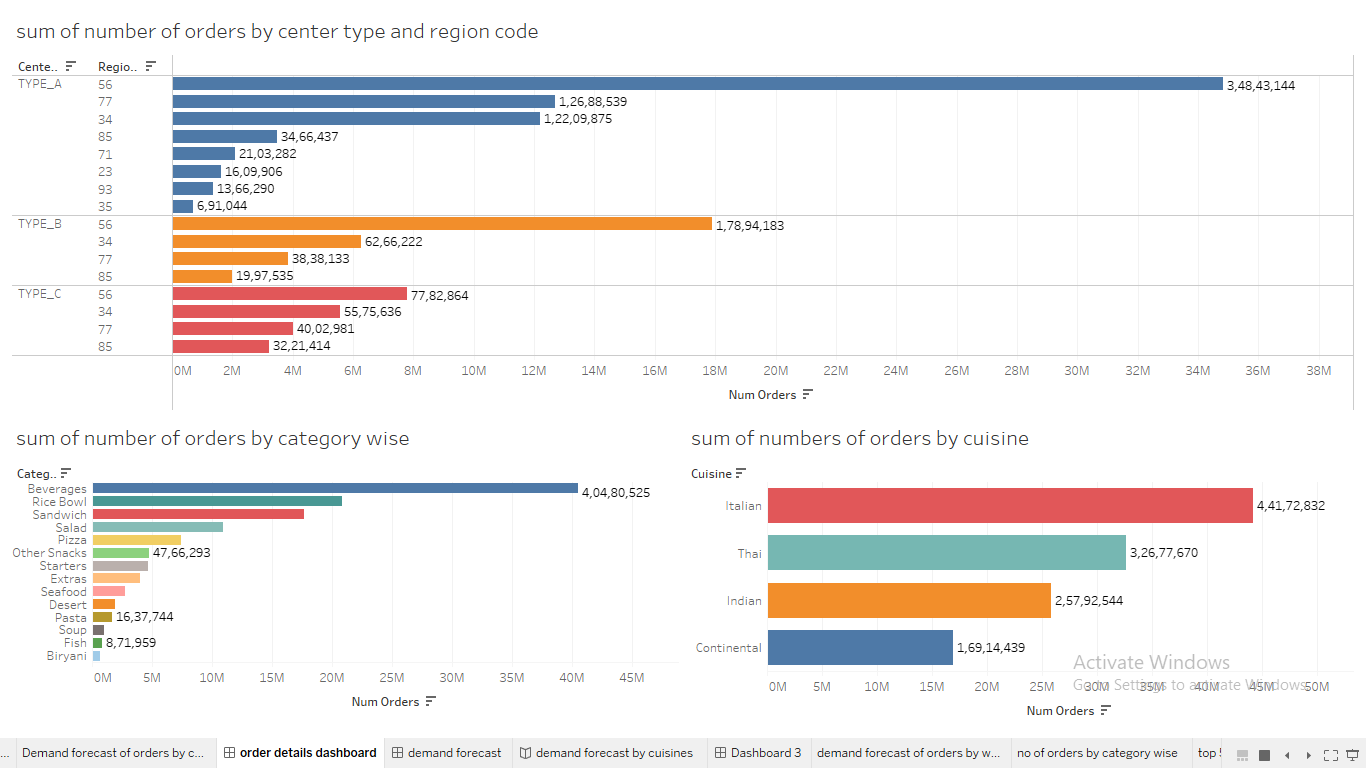 sum of number of orders by center type and region code
Cente.. Regio..
TYPE_A 56 3,48,43,144
77 1,26,88,539
34 1,22,09,875
85 34,66,437
71 21,03,282
23 16,09,906
93 13,66,290
35 6,91,044
TYPE_B 56 1,78,94,183
34 62,66,222
77 38,38,133
85 19,97,535
TYPE_C 56 77,82,864
34 55,75,636
77 40,02,981
85 32,21,414
0M 2M 4M 6M 8M 10M 12M 14M 16M 18M 20M 22M 24M 26M 28M 30M 32M 34M 36M 38M
Num Orders
sum of number of orders by category wise
Categ..
Beverages 4,04,80,525
Rice Bowl
Sandwich
Salad
Pizza
Other Snacks 47,66,293
Starters
Extras
Seafood
Desert
Pasta 16,37,744
Soup
Fish 8,71,959
Biryani
0M 5M 10M 15M 20M 25M 30M 35M 40M 45M
Num Orders
sum of numbers of orders by cuisine
Cuisine
Italian 4,41,72,832
Thai 3,26,77,670
Indian 2,57,92,544
Continental 1,69,14,439
0M 5M 10M 15M 20M 25M 30M 35M 40M 45M 50M
Num Orders
Activate Windows
Go to Settings to activate Windows.
... Demand forecast of orders by c... order details dashboard demand forecast demand forecast by cuisines Dashboard 3 demand forecast of orders by w... no of orders by category wise top